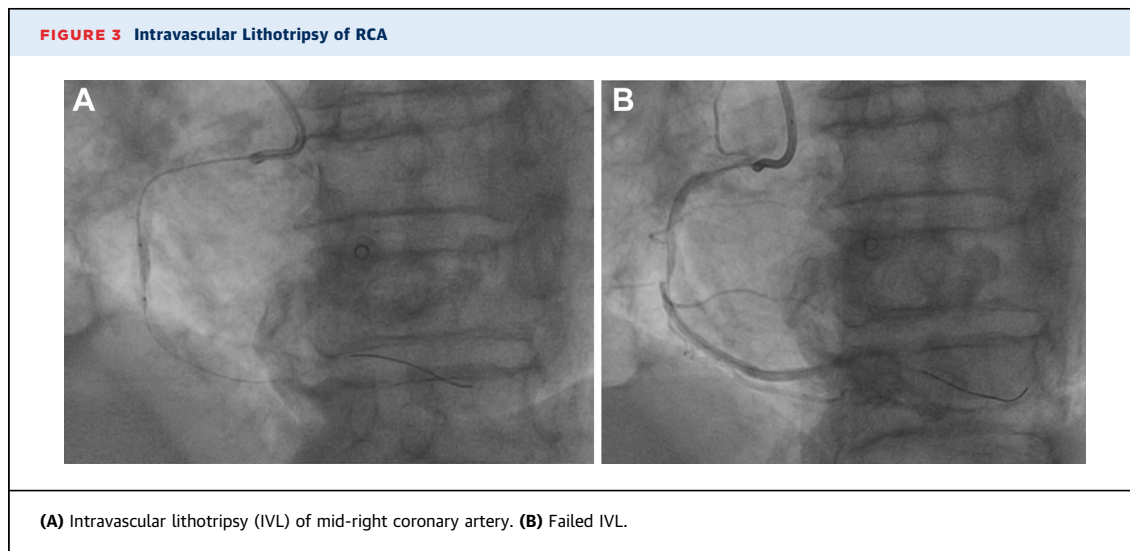 FIGURE 3 Intravascular Lithotripsy of RCA
A
B
(A) Intravascular lithotripsy (IVL) of mid-right coronary artery. (B) Failed IVL.